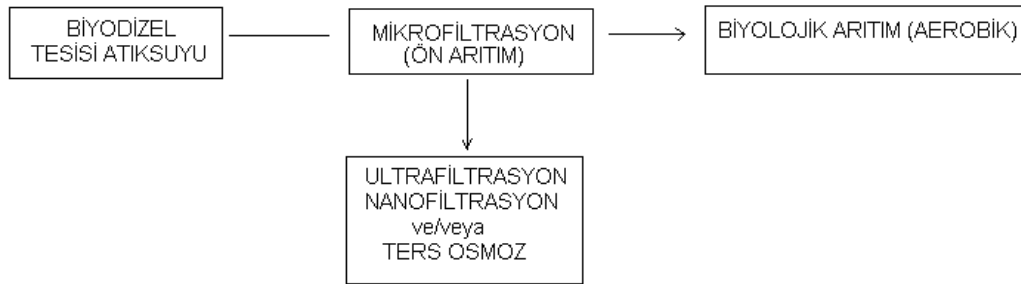 BİYODİZEL
TESİSİ ATIKSUYU
MİKROFİLTRASYON
(ÖN ARITIM)
BİYOLOJİK ARITIM (AEROBİK)
ULTRAFİLTRASYON
NANOFİLTRASYON
ve/veya
TERS OSMOZ